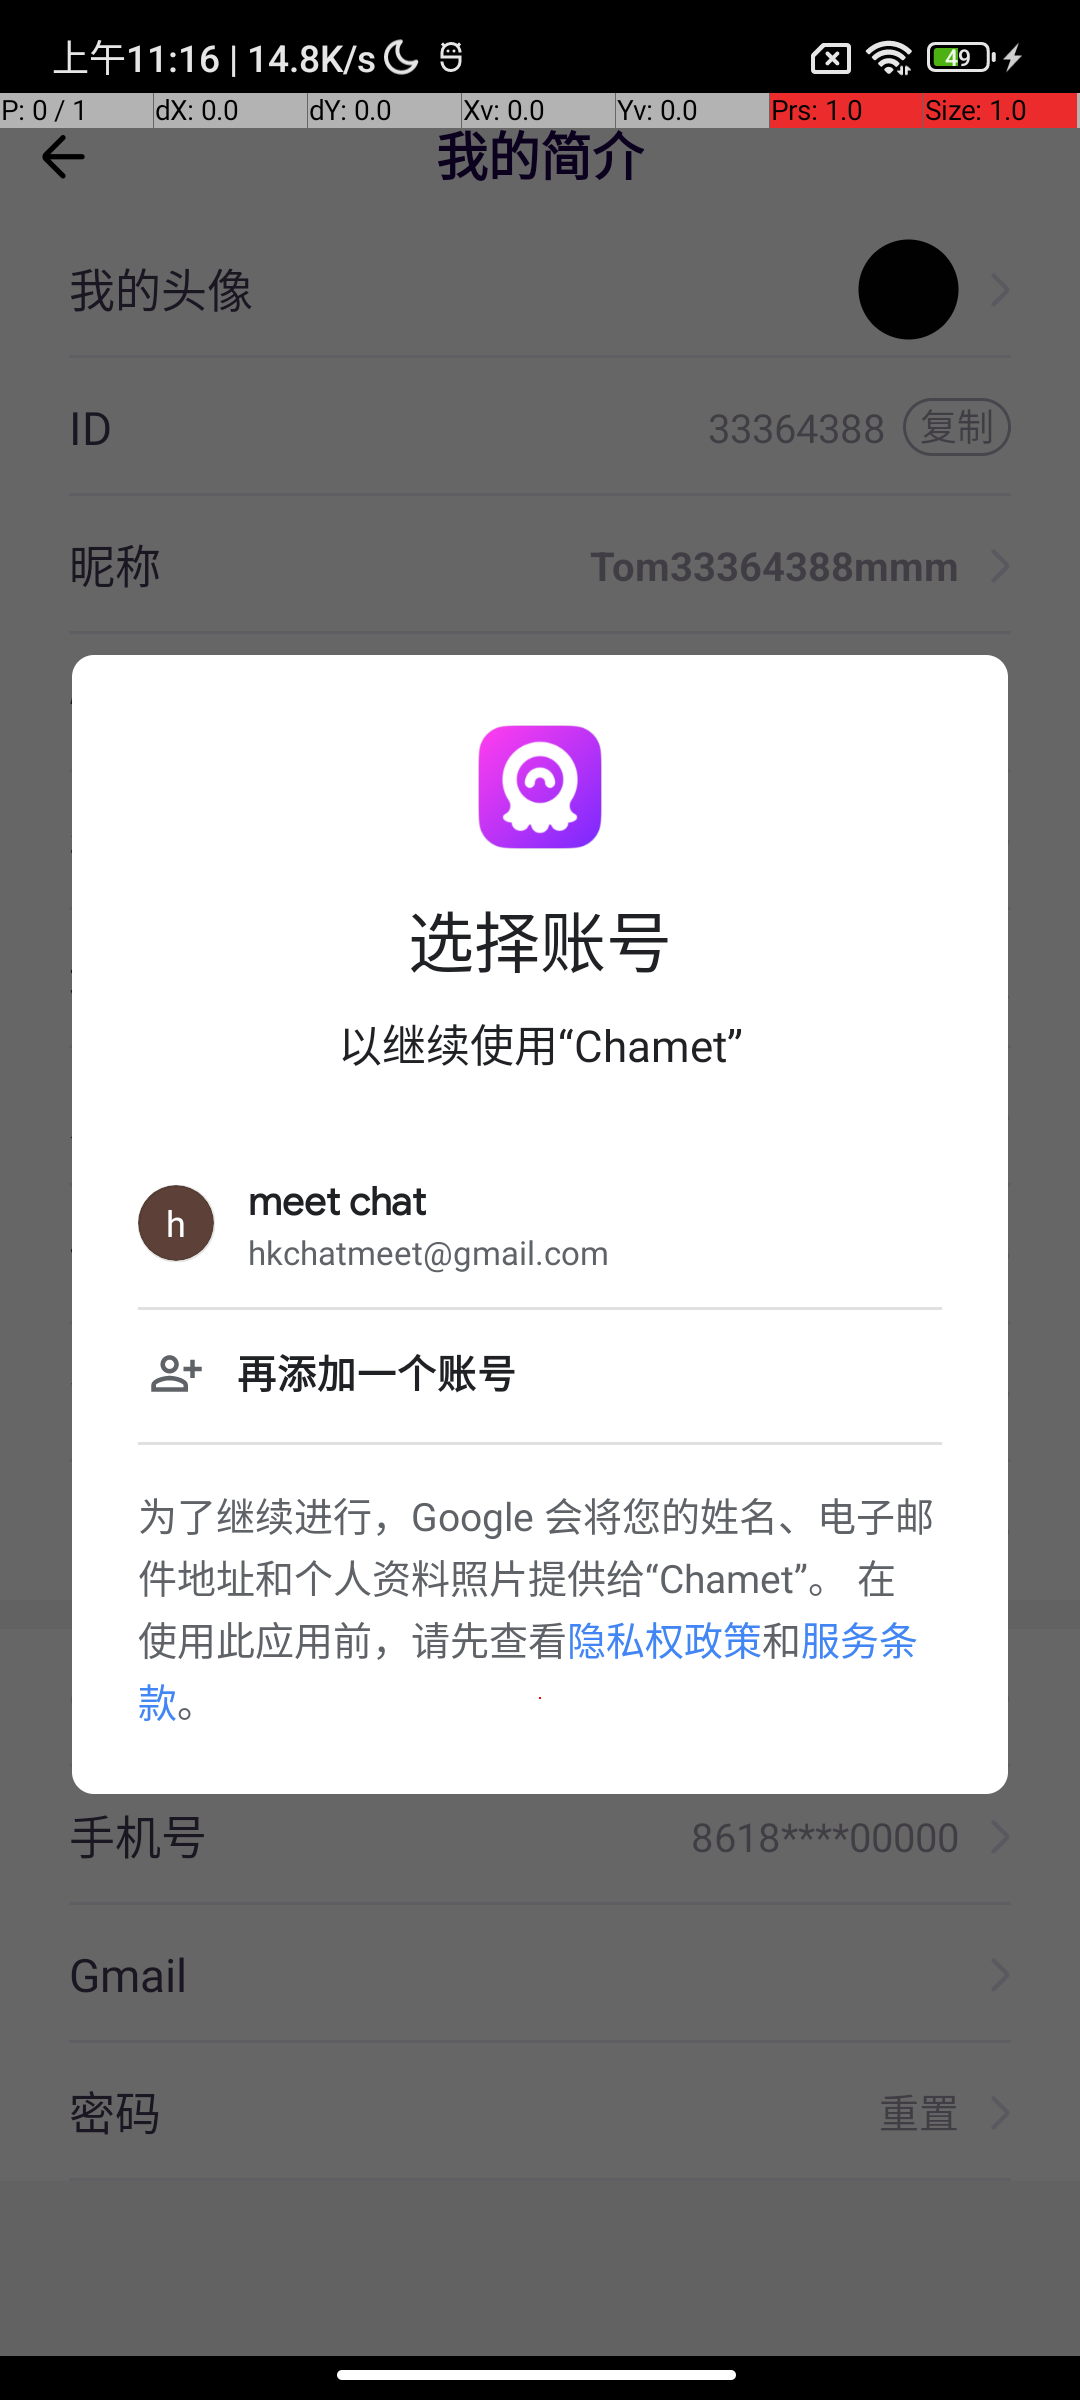 上午11:16 | 14.8K/s
49
P: 0 / 1 dX: 0.0 dY: 0.0 Xv: 0.0 Yv: 0.0 Prs: 1.0 Size: 1.0
我的简介
我的头像
ID 33364388 复制
昵称 Tom33364388mmm
选择账号
以继续使用“Chamet”
h
meet chat
hkchatmeet@gmail.com
再添加一个账号
为了继续进行，Google 会将您的姓名、电子邮
件地址和个人资料照片提供给“Chamet”。 在
使用此应用前，请先查看隐私权政策和服务条
款。
手机号 8618****00000
Gmail
密码 重置